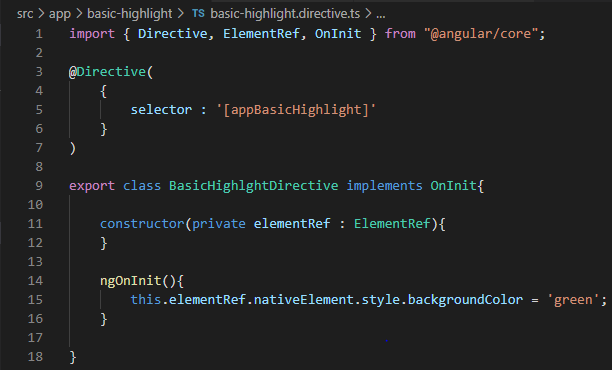 src > app > basic-highlight > TS basic-highlight.directive.ts > ...
1 import { Directive, ElementRef, OnInit } from "@angular/core";
2
3 @Directive(
4     {
5         selector : '[appBasicHighlight]'
6     }
7 )
8
9 export class BasicHighlghtDirective implements OnInit{
10
11     constructor(private elementRef : ElementRef){
12     }
13
14     ngOnInit(){
15         this.elementRef.nativeElement.style.backgroundColor = 'green';
16     }
17
18 }